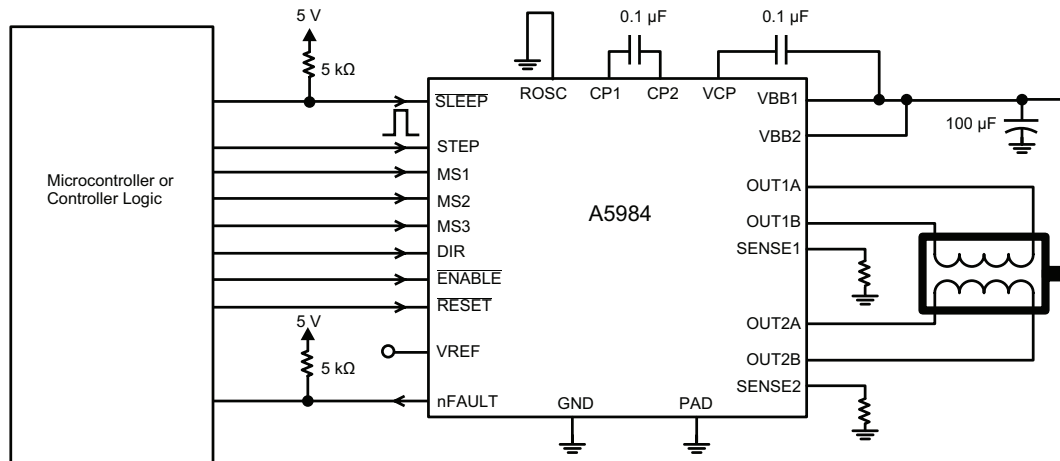 5 V
0.1 µF
0.1 µF
5 kΩ
SLEEP
ROSC
CP1
CP2
VCP
VBB1
100 µF
VBB2
STEP
Microcontroller or
Controller Logic
MS1
MS2
MS3
DIR
ENABLE
RESET
A5984
OUT1A
OUT1B
SENSE1
5 V
5 kΩ
VREF
nFAULT
OUT2A
OUT2B
SENSE2
GND
PAD